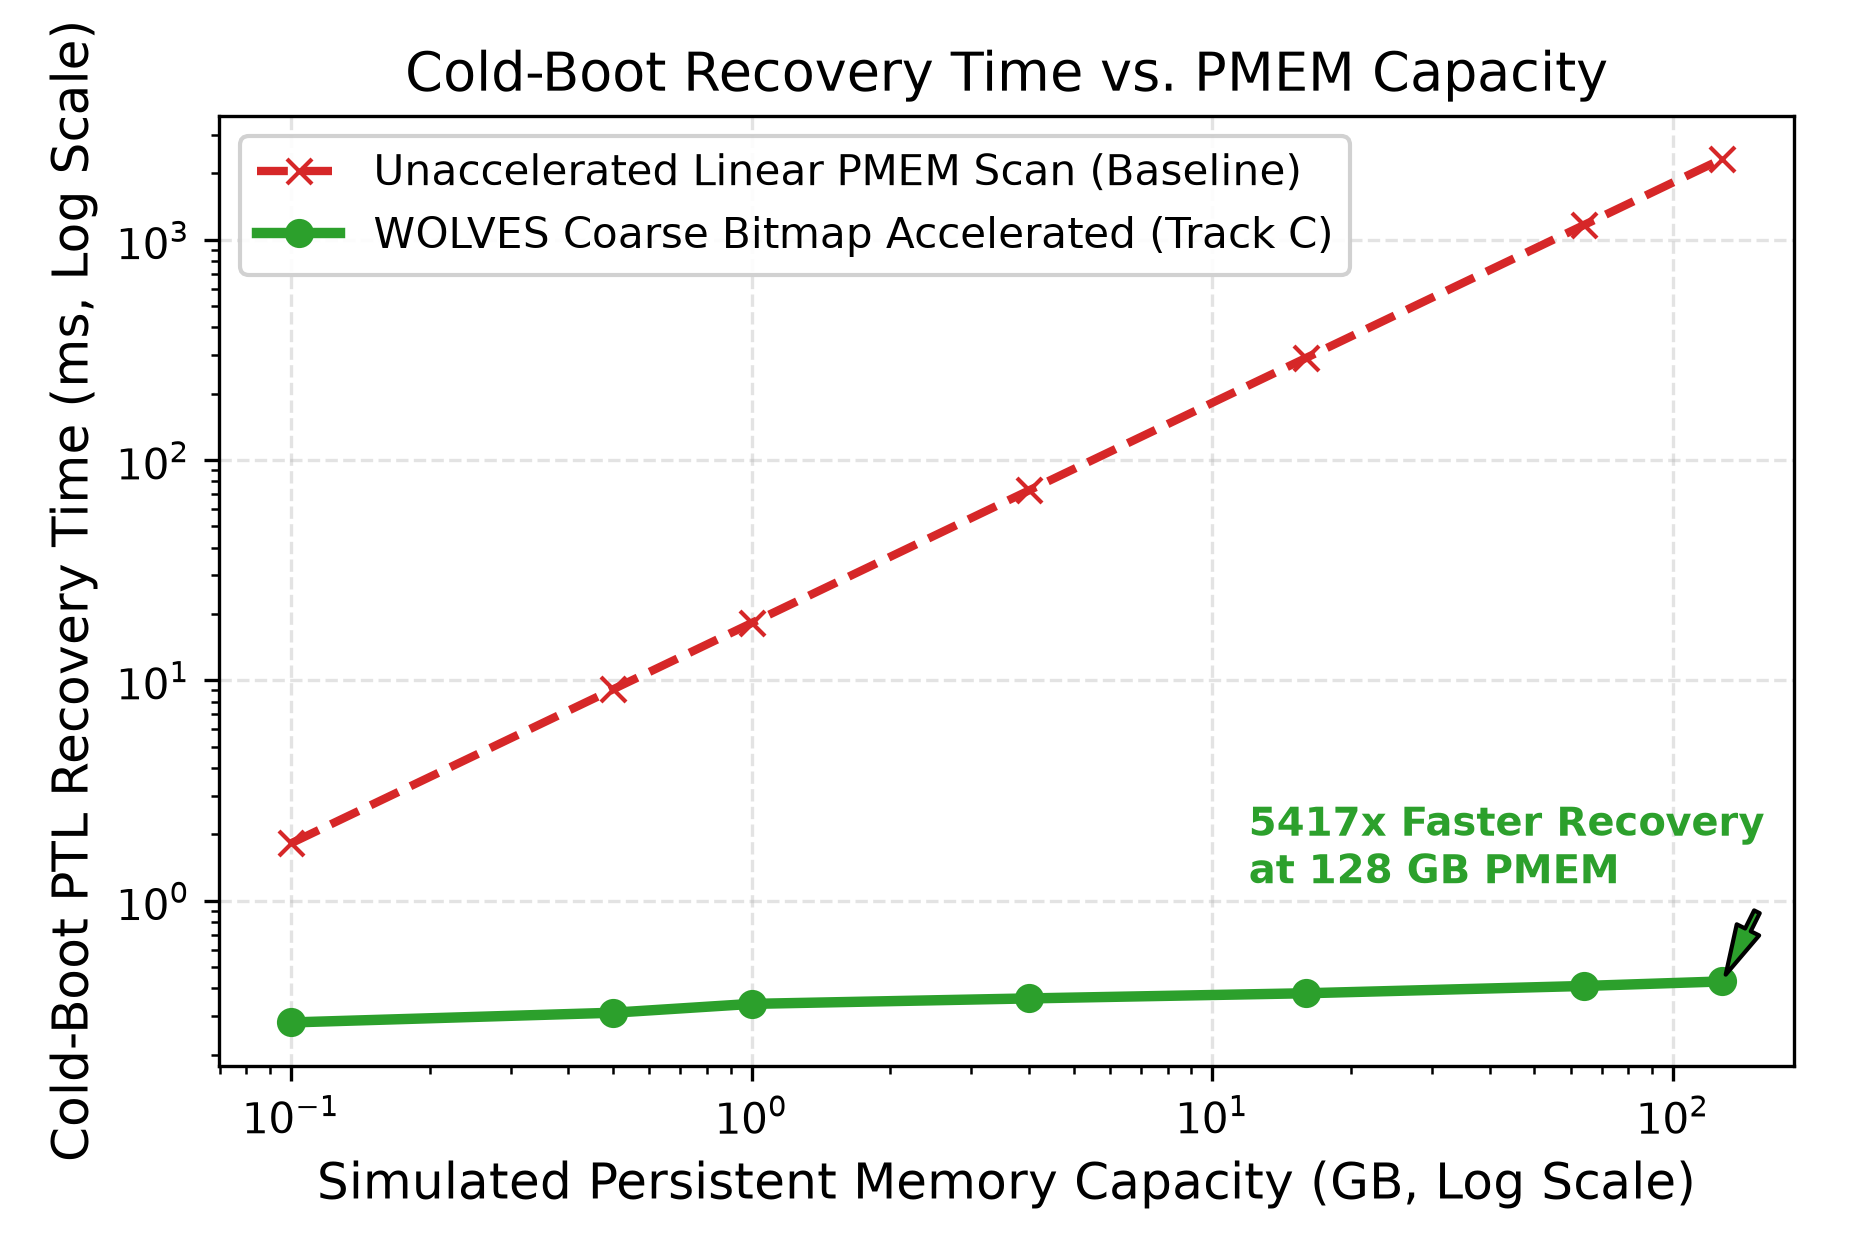 Cold-Boot Recovery Time vs. PMEM Capacity
Unaccelerated Linear PMEM Scan (Baseline)
WOLVES Coarse Bitmap Accelerated (Track C)
Cold-Boot PTL Recovery Time (ms, Log Scale)
10³
10²
10¹
10⁰
5417x Faster Recovery
at 128 GB PMEM
10⁻¹ 10⁰ 10¹ 10²
Simulated Persistent Memory Capacity (GB, Log Scale)